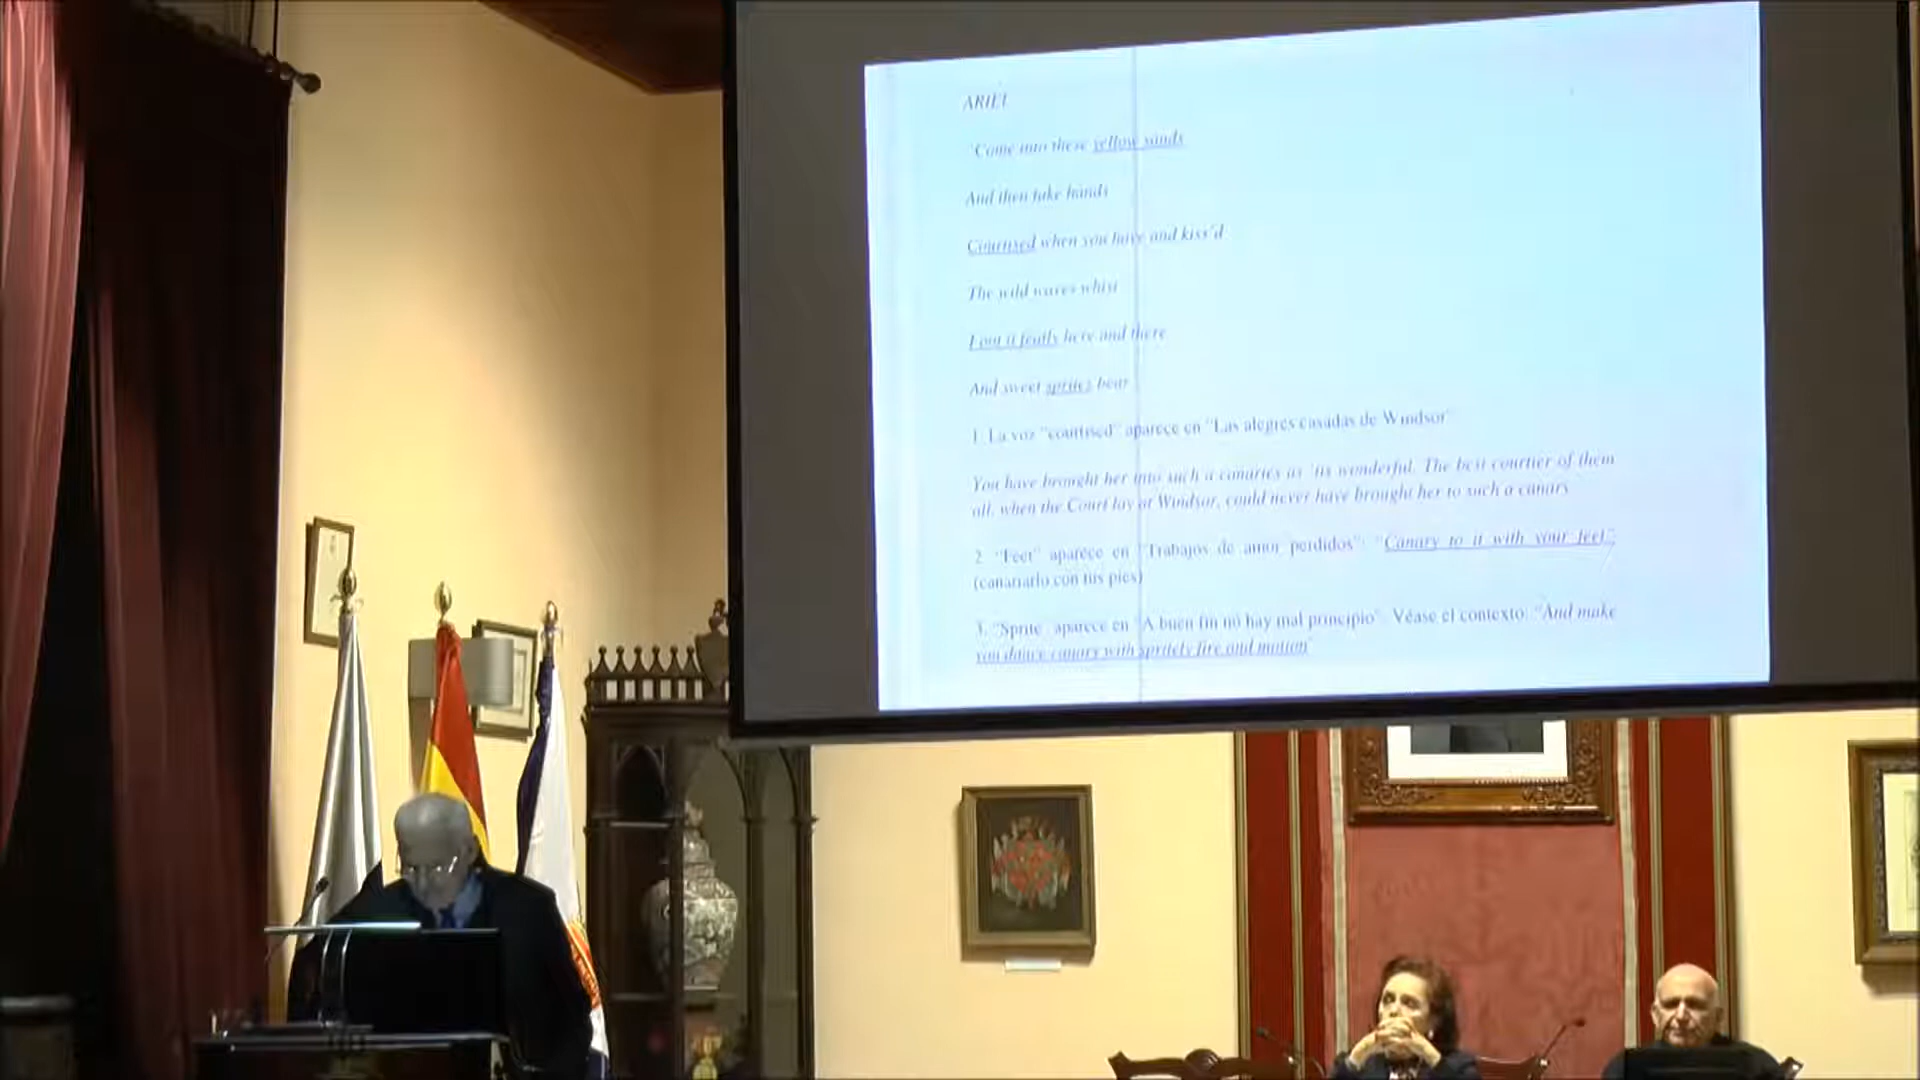 ARIEL
"Come into these yellow sands
And then take hands
Courtised when you have and kiss'd
The wild waves whist
Foot it featly here and there
And sweet sprites bear
1. La voz "courtised" aparece en "Las alegres casadas de Windsor"
You have brought her into such a canaries as 'tis wonderful. The best courtier of them
all, when the Court lay at Windsor, could never have brought her to such a canary
2. "Feet" aparece en "Trabajos de amor perdidos": "Canary to it with your feet"
(canariarlo con tus pies)
3. "Sprite" aparece en "A buen fin no hay mal principio". Véase el contexto: "And make
you dance canary with spritely fire and motion"